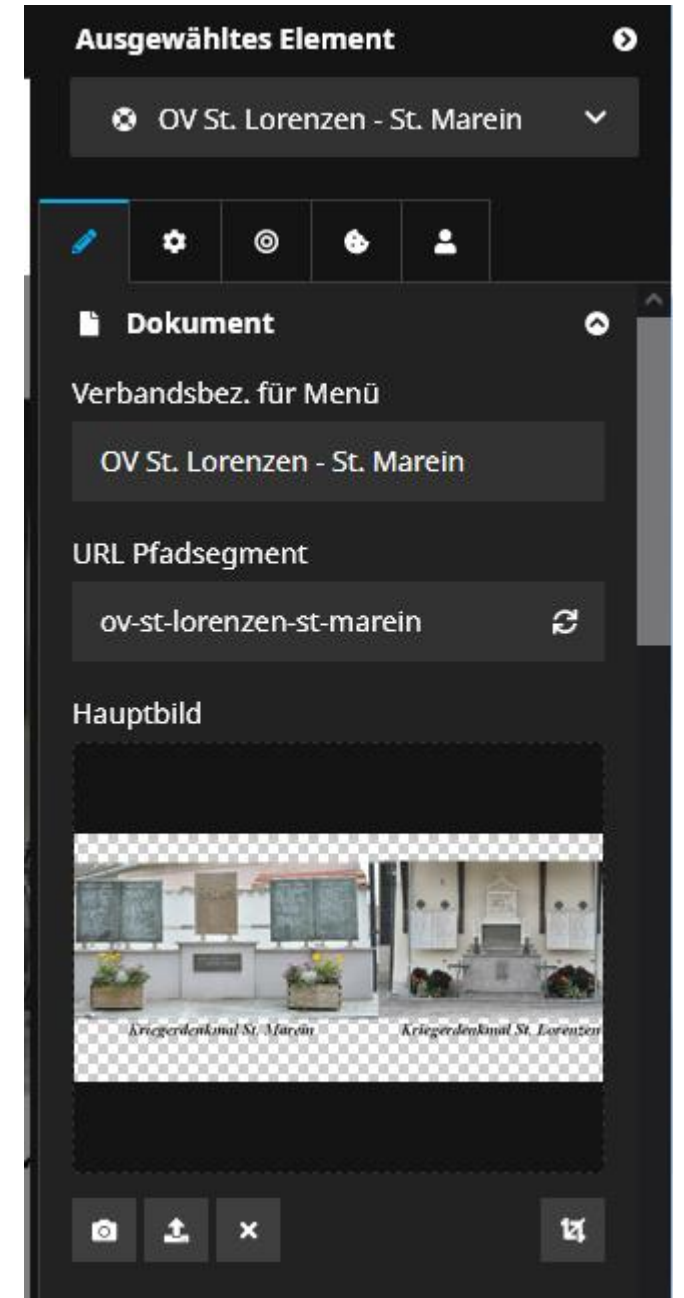 Ausgewähltes Element
OV St. Lorenzen - St. Marein
Dokument
Verbandsbez. für Menü
OV St. Lorenzen - St. Marein
URL Pfadsegment
ov-st-lorenzen-st-marein
Hauptbild
Kriegerdenkmal St. Marein Kriegerdenkmal St. Lorenzen